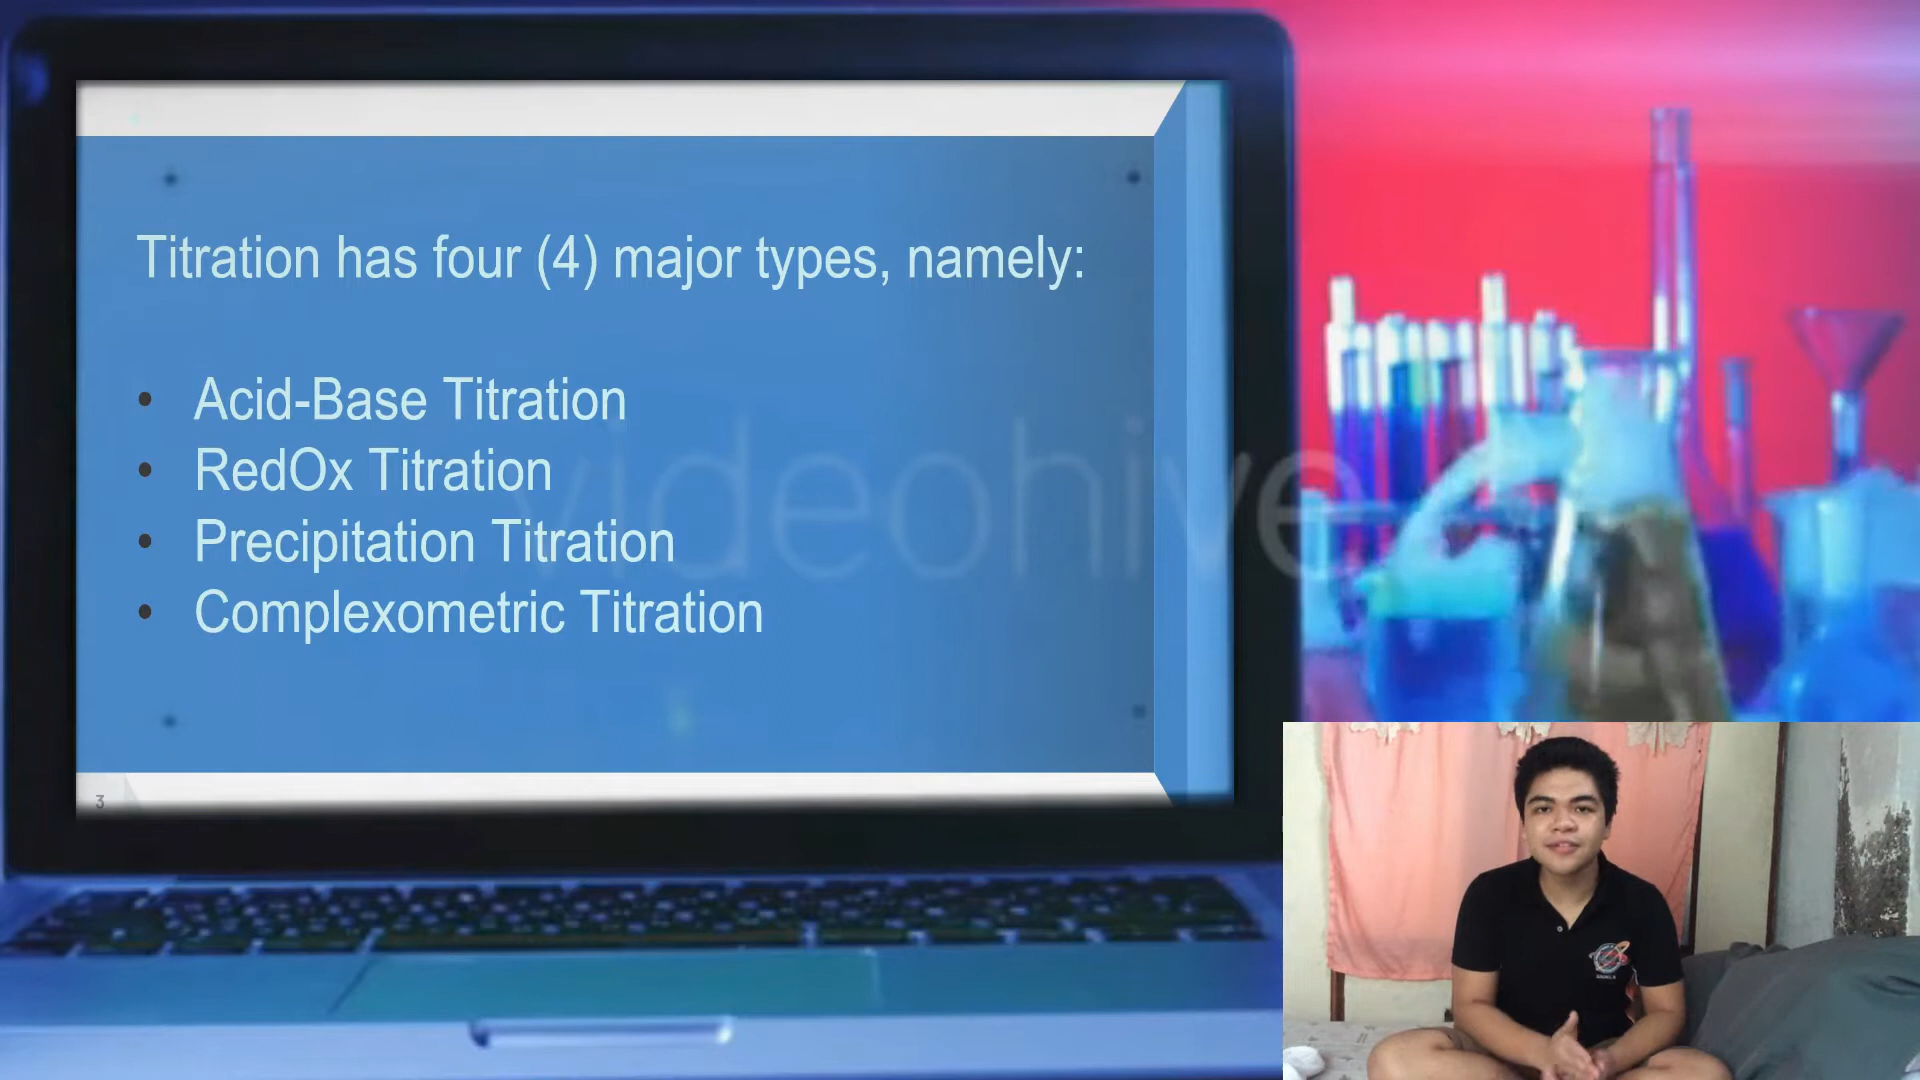 Titration has four (4) major types, namely:
• Acid-Base Titration
• RedOx Titration
• Precipitation Titration
• Complexometric Titration
videohive
3